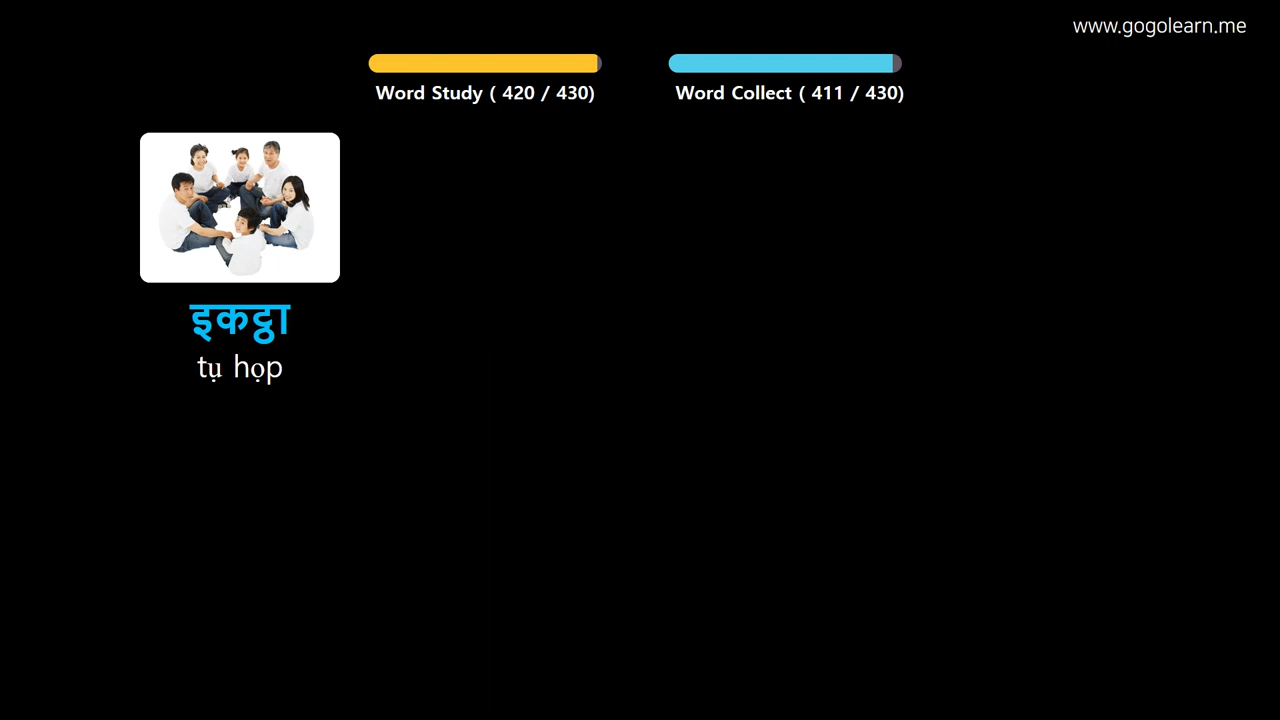 www.gogolearn.me
Word Study ( 420 / 430)
Word Collect ( 411 / 430)
इकट्ठा
tụ họp